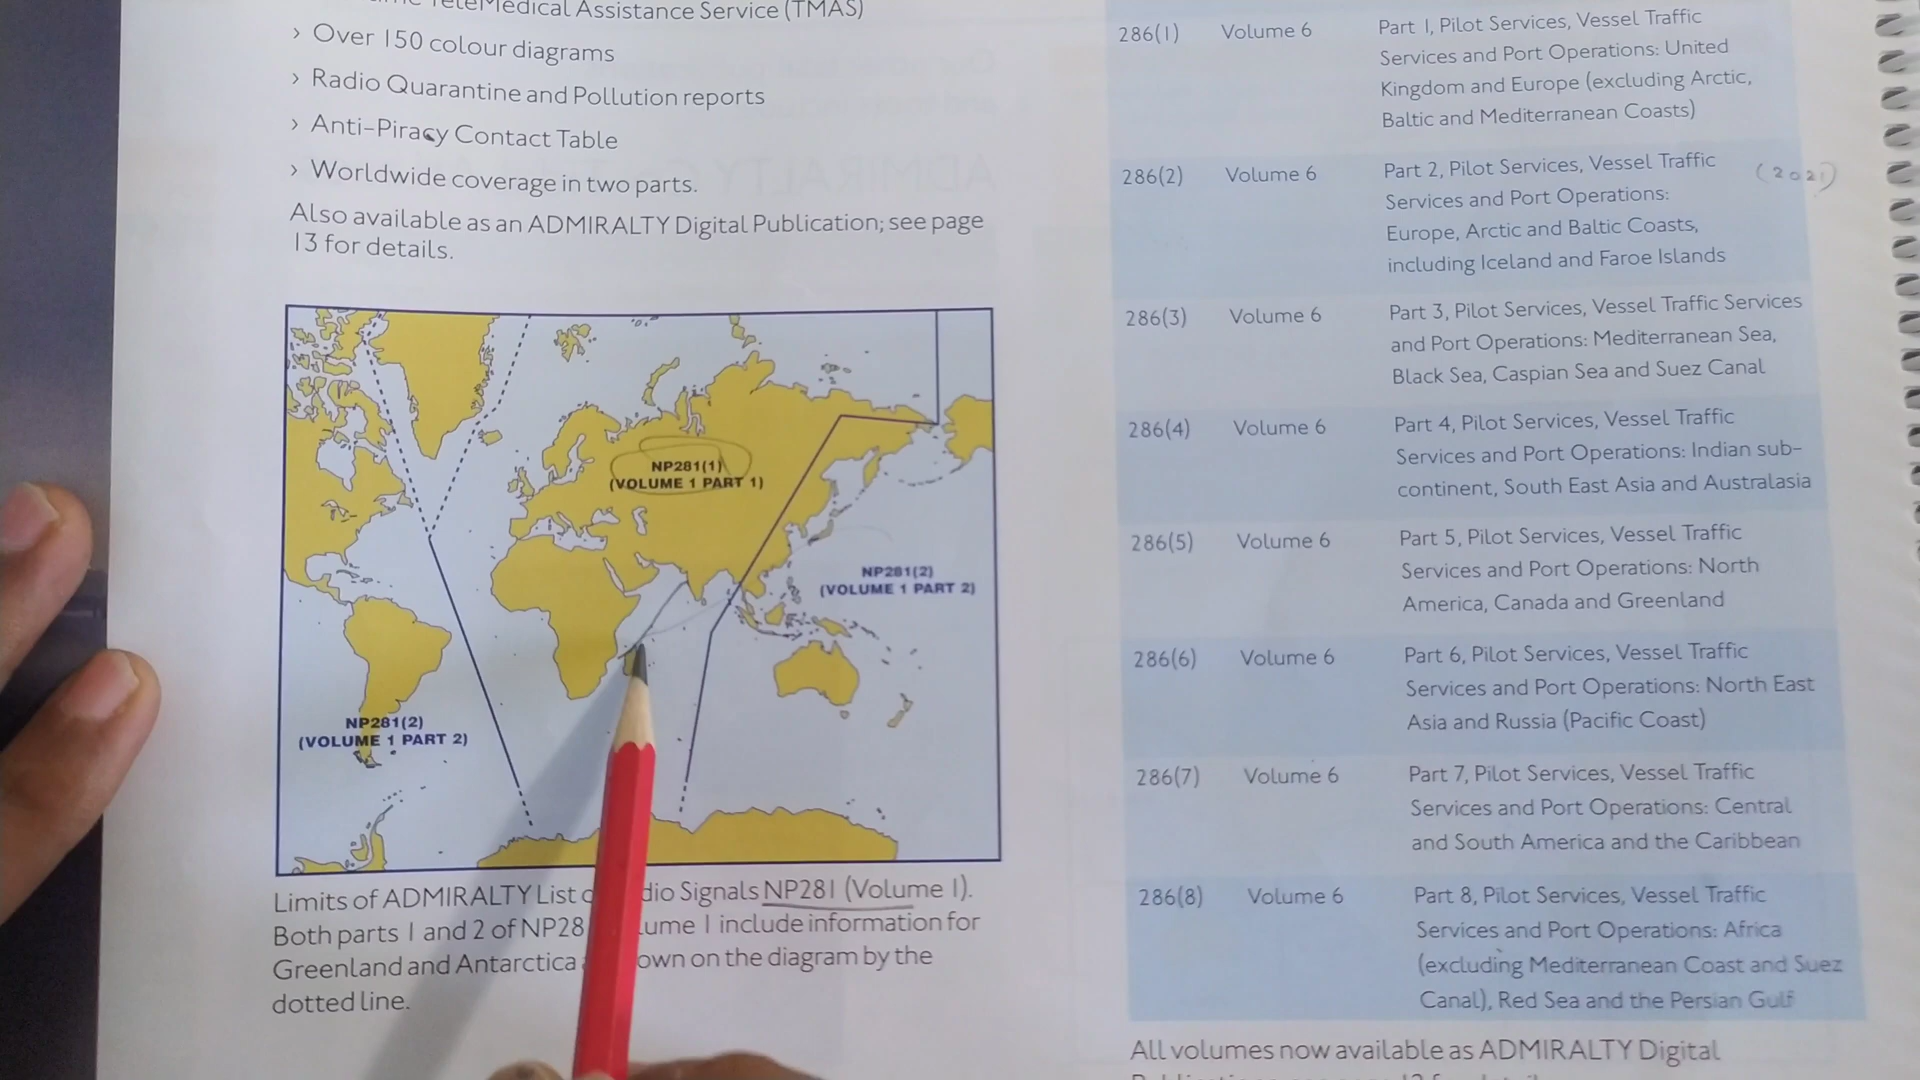 TeleMedical Assistance Service (TMAS)
› Over 150 colour diagrams
› Radio Quarantine and Pollution reports
› Anti-Piracy Contact Table
› Worldwide coverage in two parts.
Also available as an ADMIRALTY Digital Publication; see page
13 for details.
NP281(1)
(VOLUME 1 PART 1)
NP281(2)
(VOLUME 1 PART 2)
NP281(2)
(VOLUME 1 PART 2)
Limits of ADMIRALTY List Radio Signals NP281 (Volume 1).
Both parts 1 and 2 of NP28 Volume 1 include information for
Greenland and Antarctica shown on the diagram by the
dotted line.
286(1) Volume 6 Part 1, Pilot Services, Vessel Traffic
Services and Port Operations: United
Kingdom and Europe (excluding Arctic,
Baltic and Mediterranean Coasts)
286(2) Volume 6 Part 2, Pilot Services, Vessel Traffic (2021)
Services and Port Operations:
Europe, Arctic and Baltic Coasts,
including Iceland and Faroe Islands
286(3) Volume 6 Part 3, Pilot Services, Vessel Traffic Services
and Port Operations: Mediterranean Sea,
Black Sea, Caspian Sea and Suez Canal
286(4) Volume 6 Part 4, Pilot Services, Vessel Traffic
Services and Port Operations: Indian sub-
continent, South East Asia and Australasia
286(5) Volume 6 Part 5, Pilot Services, Vessel Traffic
Services and Port Operations: North
America, Canada and Greenland
286(6) Volume 6 Part 6, Pilot Services, Vessel Traffic
Services and Port Operations: North East
Asia and Russia (Pacific Coast)
286(7) Volume 6 Part 7, Pilot Services, Vessel Traffic
Services and Port Operations: Central
and South America and the Caribbean
286(8) Volume 6 Part 8, Pilot Services, Vessel Traffic
Services and Port Operations: Africa
(excluding Mediterranean Coast and Suez
Canal), Red Sea and the Persian Gulf
All volumes now available as ADMIRALTY Digital